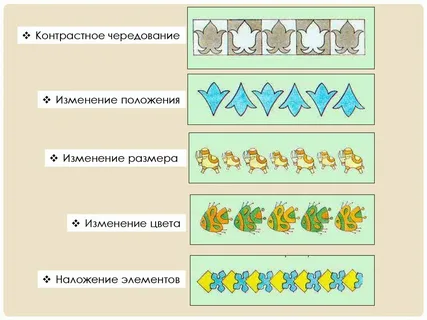 ❖ Контрастное чередование
❖ Изменение положения
❖ Изменение размера
❖ Изменение цвета
❖ Наложение элементов